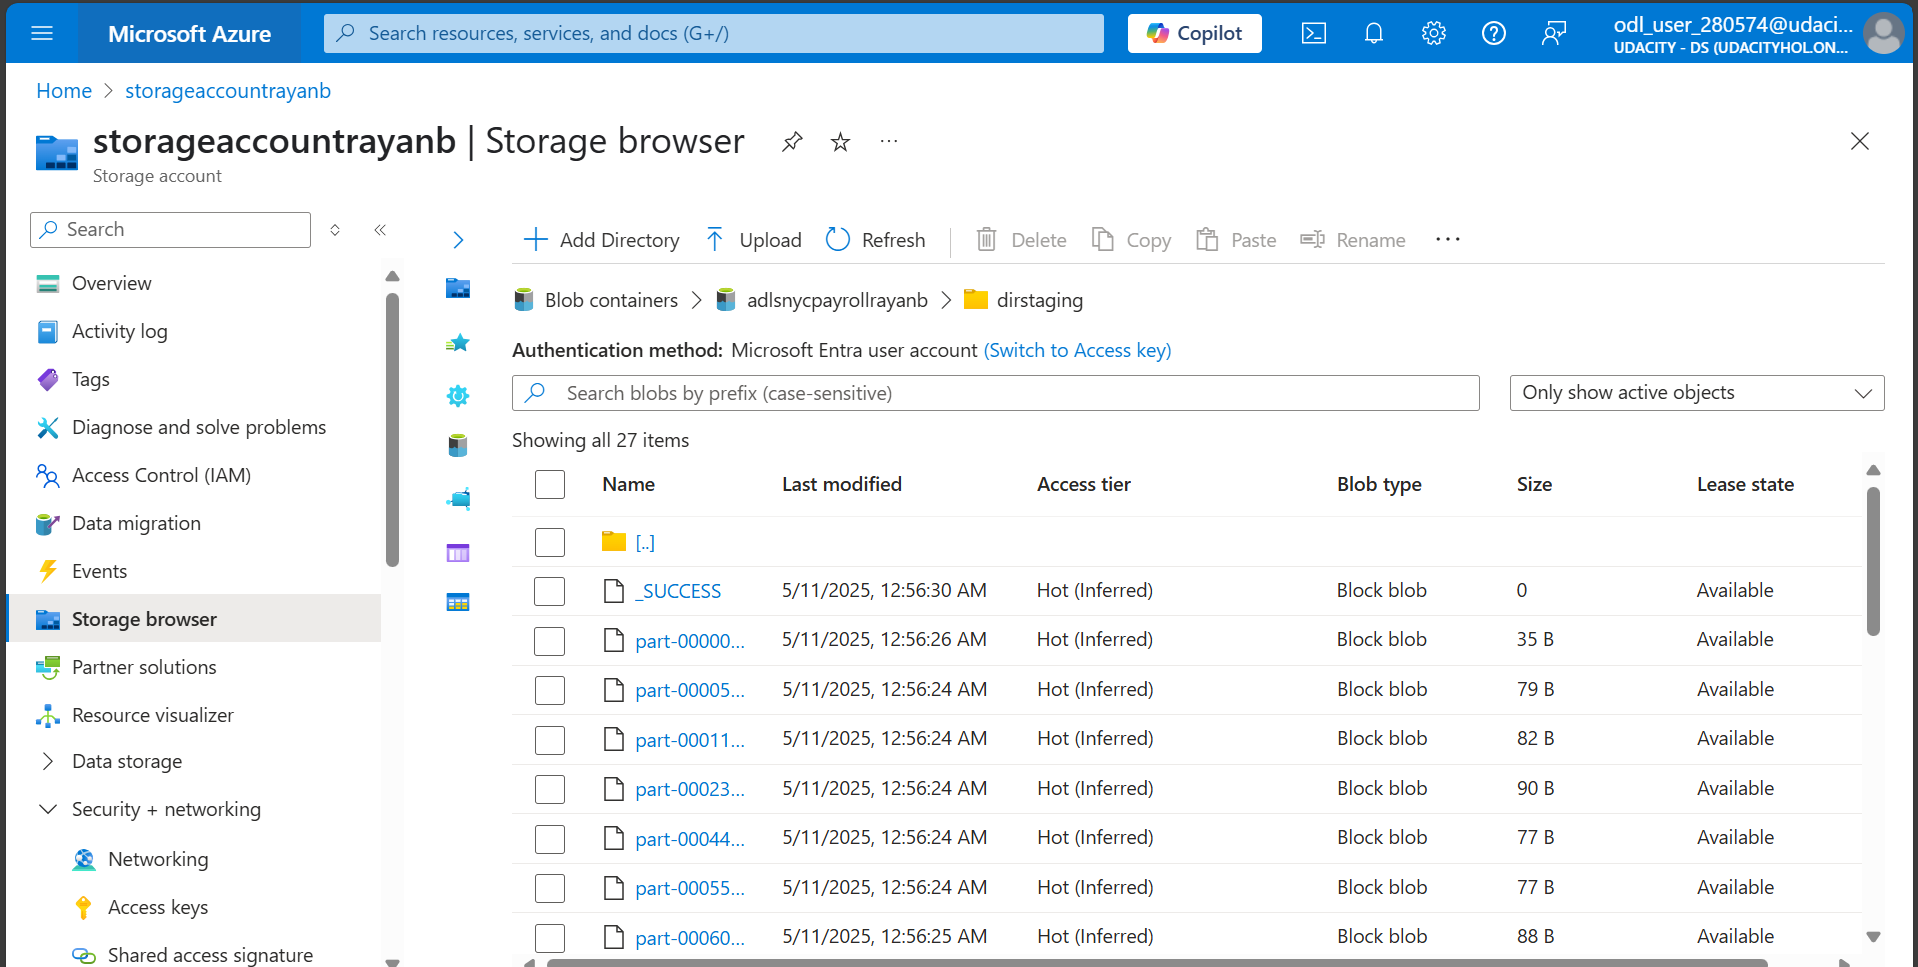 Microsoft Azure
Search resources, services, and docs (G+/)
Copilot
odl_user_280574@udaci...
UDACITY - DS (UDACITYHOL.ON...
Home > storageaccountrayanb
storageaccountrayanb | Storage browser
Storage account
Search
Overview
Activity log
Tags
Diagnose and solve problems
Access Control (IAM)
Data migration
Events
Storage browser
Partner solutions
Resource visualizer
Data storage
Security + networking
Networking
Access keys
Shared access signature
Add Directory Upload Refresh Delete Copy Paste Rename ...
Blob containers > adlsnycpayrollrayanb > dirstaging
Authentication method: Microsoft Entra user account (Switch to Access key)
Search blobs by prefix (case-sensitive)
Only show active objects
Showing all 27 items
Name Last modified Access tier Blob type Size Lease state
[..]
_SUCCESS 5/11/2025, 12:56:30 AM Hot (Inferred) Block blob 0 Available
part-00000... 5/11/2025, 12:56:26 AM Hot (Inferred) Block blob 35 B Available
part-00005... 5/11/2025, 12:56:24 AM Hot (Inferred) Block blob 79 B Available
part-00011... 5/11/2025, 12:56:24 AM Hot (Inferred) Block blob 82 B Available
part-00023... 5/11/2025, 12:56:24 AM Hot (Inferred) Block blob 90 B Available
part-00044... 5/11/2025, 12:56:24 AM Hot (Inferred) Block blob 77 B Available
part-00055... 5/11/2025, 12:56:24 AM Hot (Inferred) Block blob 77 B Available
part-00060... 5/11/2025, 12:56:25 AM Hot (Inferred) Block blob 88 B Available